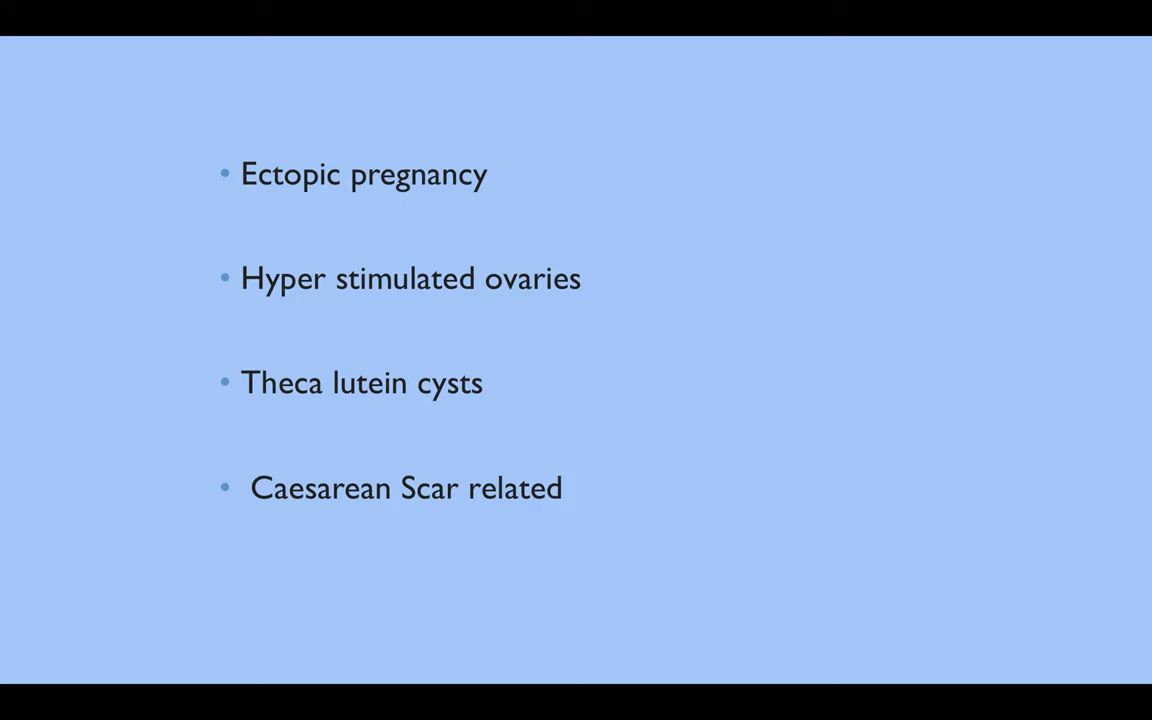 • Ectopic pregnancy
• Hyper stimulated ovaries
• Theca lutein cysts
• Caesarean Scar related